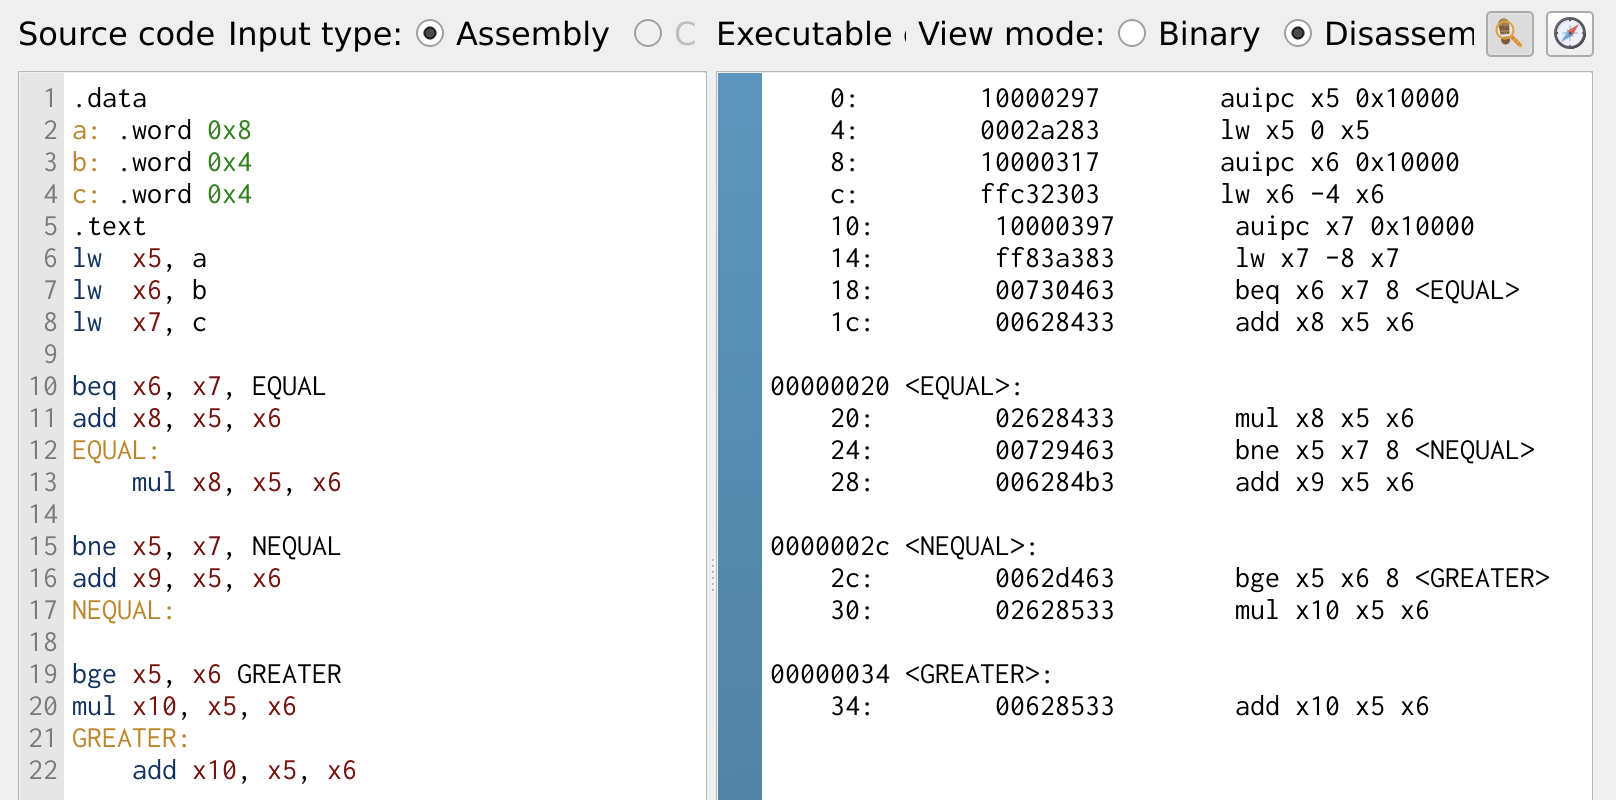 Source code Input type: Assembly C Executable View mode: Binary Disassem
1 .data
2 a: .word 0x8
3 b: .word 0x4
4 c: .word 0x4
5 .text
6 lw x5, a
7 lw x6, b
8 lw x7, c
9
10 beq x6, x7, EQUAL
11 add x8, x5, x6
12 EQUAL:
13 mul x8, x5, x6
14
15 bne x5, x7, NEQUAL
16 add x9, x5, x6
17 NEQUAL:
18
19 bge x5, x6 GREATER
20 mul x10, x5, x6
21 GREATER:
22 add x10, x5, x6
0: 10000297 auipc x5 0x10000
4: 0002a283 lw x5 0 x5
8: 10000317 auipc x6 0x10000
c: ffc32303 lw x6 -4 x6
10: 10000397 auipc x7 0x10000
14: ff83a383 lw x7 -8 x7
18: 00730463 beq x6 x7 8 <EQUAL>
1c: 00628433 add x8 x5 x6
00000020 <EQUAL>:
20: 02628433 mul x8 x5 x6
24: 00729463 bne x5 x7 8 <NEQUAL>
28: 006284b3 add x9 x5 x6
0000002c <NEQUAL>:
2c: 0062d463 bge x5 x6 8 <GREATER>
30: 02628533 mul x10 x5 x6
00000034 <GREATER>:
34: 00628533 add x10 x5 x6